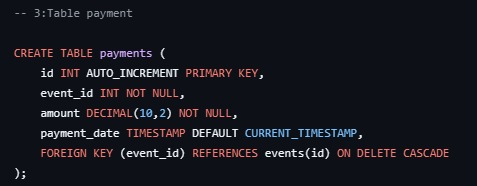 -- 3:Table payment
CREATE TABLE payments (
    id INT AUTO_INCREMENT PRIMARY KEY,
    event_id INT NOT NULL,
    amount DECIMAL(10,2) NOT NULL,
    payment_date TIMESTAMP DEFAULT CURRENT_TIMESTAMP,
    FOREIGN KEY (event_id) REFERENCES events(id) ON DELETE CASCADE
);